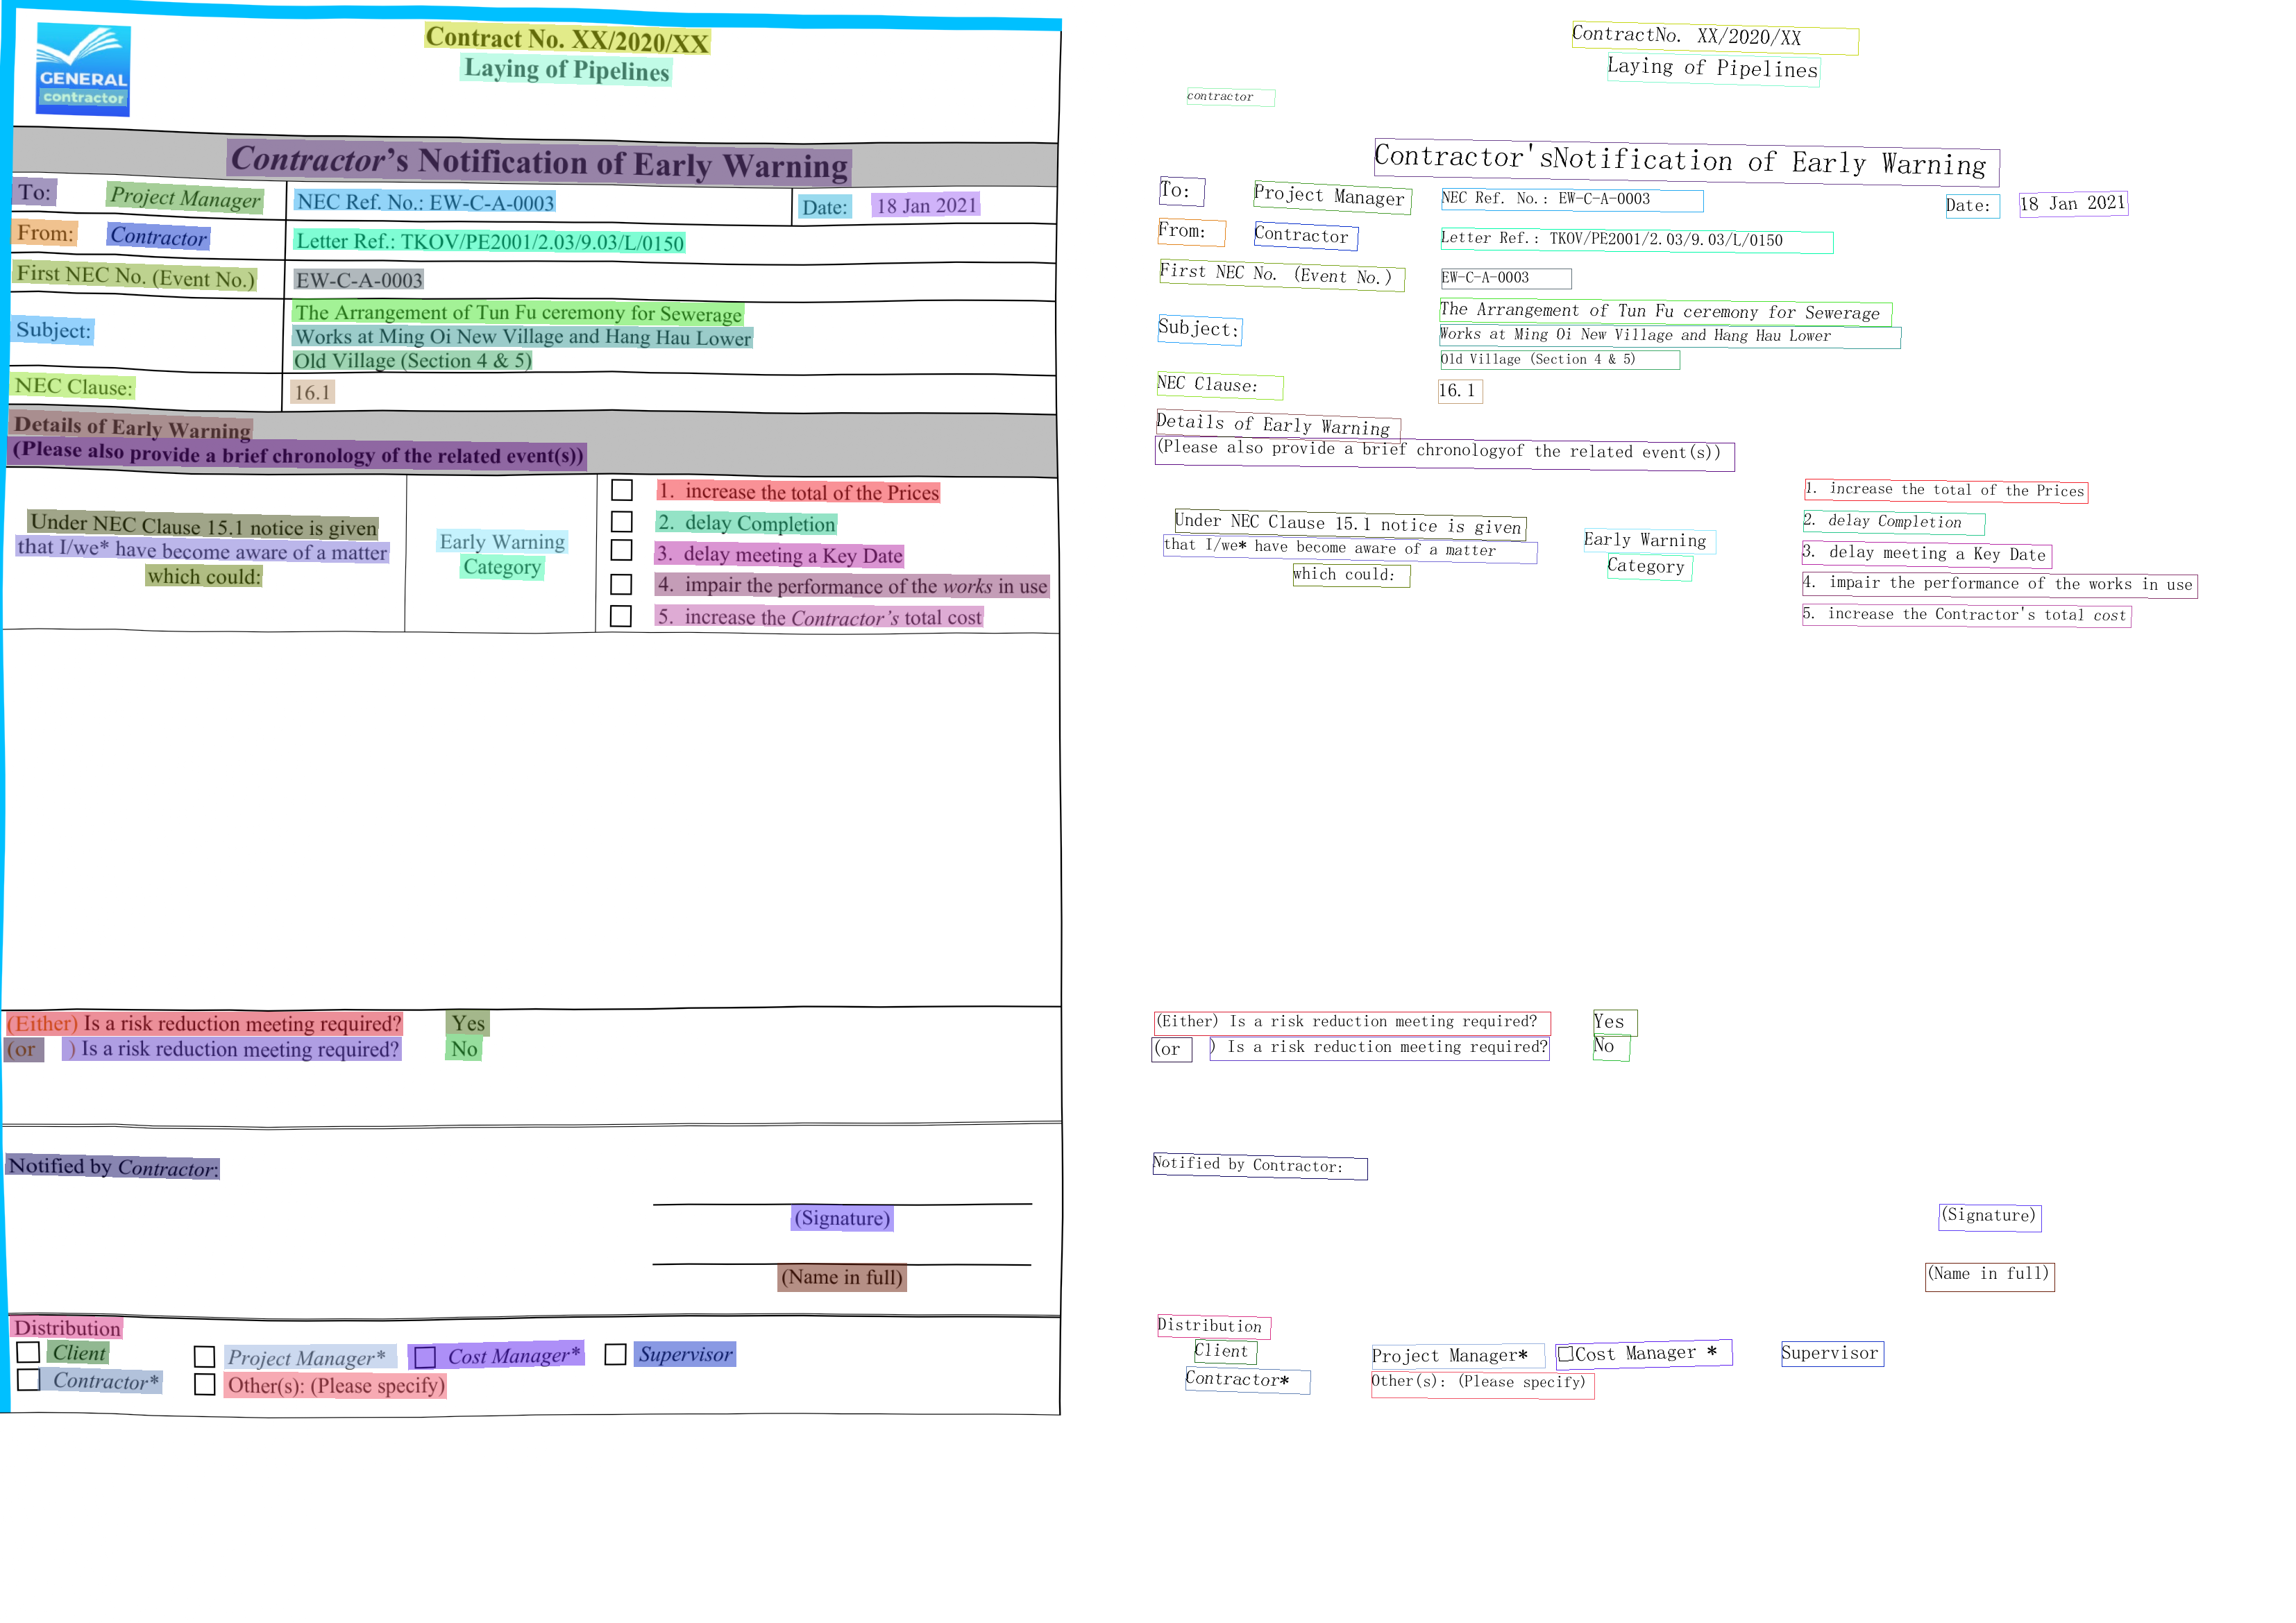 Contract No. XX/2020/XX
Laying of Pipelines
GENERAL
contractor
Contractor's Notification of Early Warning
To: Project Manager NEC Ref. No.: EW-C-A-0003 Date: 18 Jan 2021
From: Contractor Letter Ref.: TKOV/PE2001/2.03/9.03/L/0150
First NEC No. (Event No.) EW-C-A-0003
Subject: The Arrangement of Tun Fu ceremony for Sewerage
Works at Ming Oi New Village and Hang Hau Lower
Old Village (Section 4 & 5)
NEC Clause: 16.1
Details of Early Warning
(Please also provide a brief chronology of the related event(s))
Under NEC Clause 15.1 notice is given
that I/we* have become aware of a matter
which could:
Early Warning
Category
1. increase the total of the Prices
2. delay Completion
3. delay meeting a Key Date
4. impair the performance of the works in use
5. increase the Contractor's total cost
(Either) Is a risk reduction meeting required? Yes
(or ) Is a risk reduction meeting required? No
Notified by Contractor:
(Signature)
(Name in full)
Distribution
Client Project Manager* Cost Manager* Supervisor
Contractor* Other(s): (Please specify)
ContractNo. XX/2020/XX
Laying of Pipelines
contractor
Contractor'sNotification of Early Warning
To: Project Manager NEC Ref. No.: EW-C-A-0003 Date: 18 Jan 2021
From: Contractor Letter Ref.: TKOV/PE2001/2.03/9.03/L/0150
First NEC No. (Event No.) EW-C-A-0003
Subject: The Arrangement of Tun Fu ceremony for Sewerage
Works at Ming Oi New Village and Hang Hau Lower
Old Village (Section 4 & 5)
NEC Clause: 16.1
Details of Early Warning
(Please also provide a brief chronologyof the related event(s))
Under NEC Clause 15.1 notice is given
that I/we* have become aware of a matter
which could:
Early Warning
Category
1. increase the total of the Prices
2. delay Completion
3. delay meeting a Key Date
4. impair the performance of the works in use
5. increase the Contractor's total cost
(Either) Is a risk reduction meeting required? Yes
(or ) Is a risk reduction meeting required? No
Notified by Contractor:
(Signature)
(Name in full)
Distribution
Client Project Manager* □Cost Manager * Supervisor
Contractor* Other(s): (Please specify)